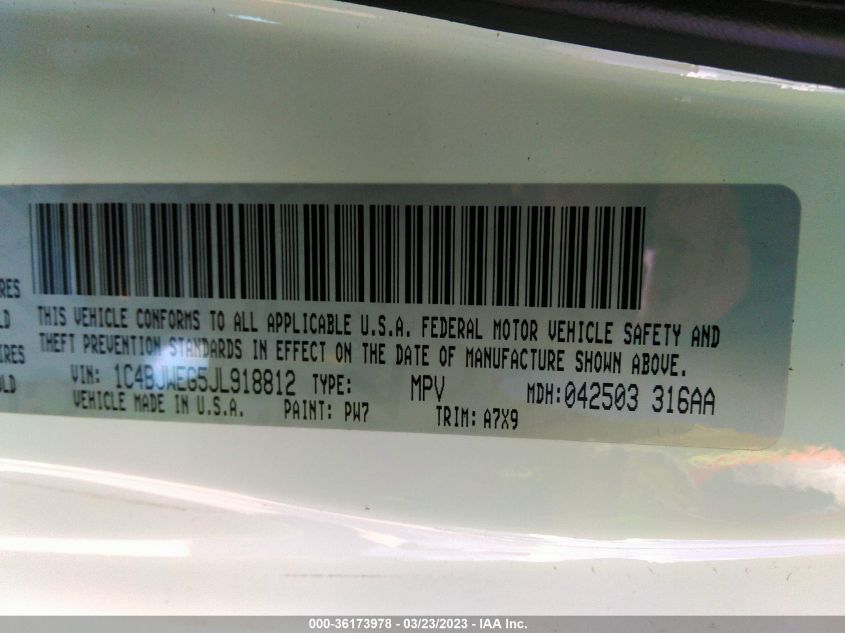 RES
LD
IRES
OLD
THIS VEHICLE CONFORMS TO ALL APPLICABLE U.S.A. FEDERAL MOTOR VEHICLE SAFETY AND
THEFT PREVENTION STANDARDS IN EFFECT ON THE DATE OF MANUFACTURE SHOWN ABOVE.
VIN: 1C4BJWEG5JL918812 TYPE: MPV MDH:042503 316AA
VEHICLE MADE IN U.S.A. PAINT: PW7 TRIM: A7X9
000-36173978 - 03/23/2023 - IAA Inc.